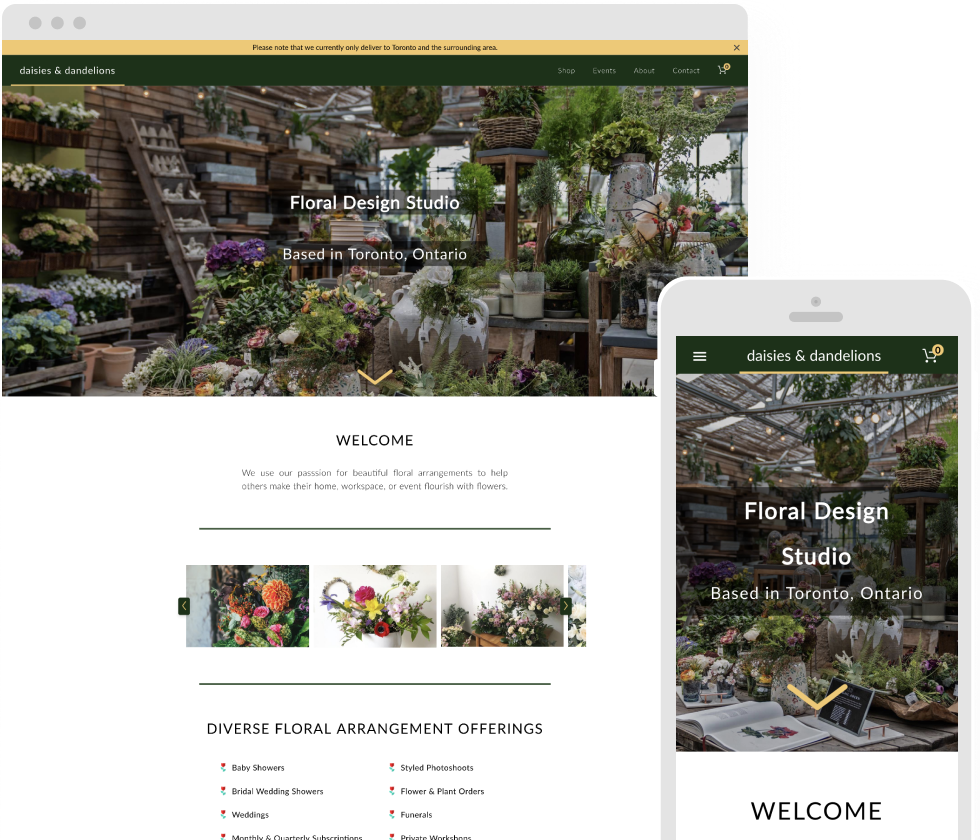 Please note that we currently only deliver to Toronto and the surrounding area.
daisies & dandelions
Shop Events About Contact 0
Floral Design Studio
Based in Toronto, Ontario
WELCOME
We use our passsion for beautiful floral arrangements to help
others make their home, workspace, or event flourish with flowers.
DIVERSE FLORAL ARRANGEMENT OFFERINGS
Baby Showers
Bridal Wedding Showers
Weddings
Monthly & Quarterly Subscriptions
Styled Photoshoots
Flower & Plant Orders
Funerals
Private Workshops
daisies & dandelions 0
Floral Design
Studio
Based in Toronto, Ontario
WELCOME